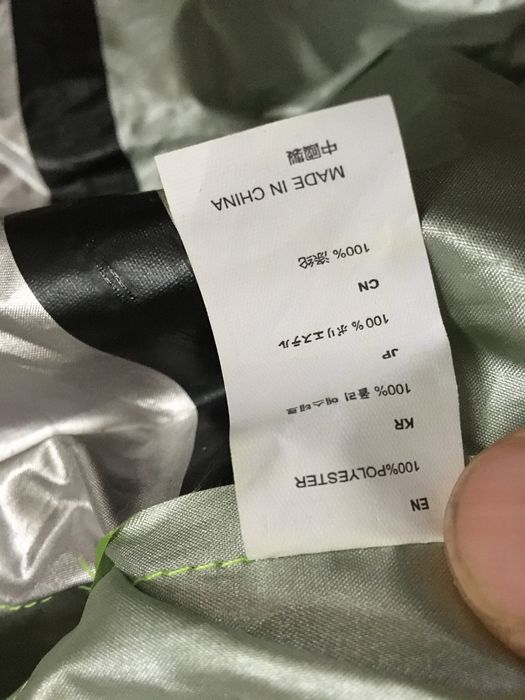 EN
100%POLYESTER
KR
100% 폴리 에스테르
JP
100% ポリエステル
CN
100% 涤纶
MADE IN CHINA
中國製